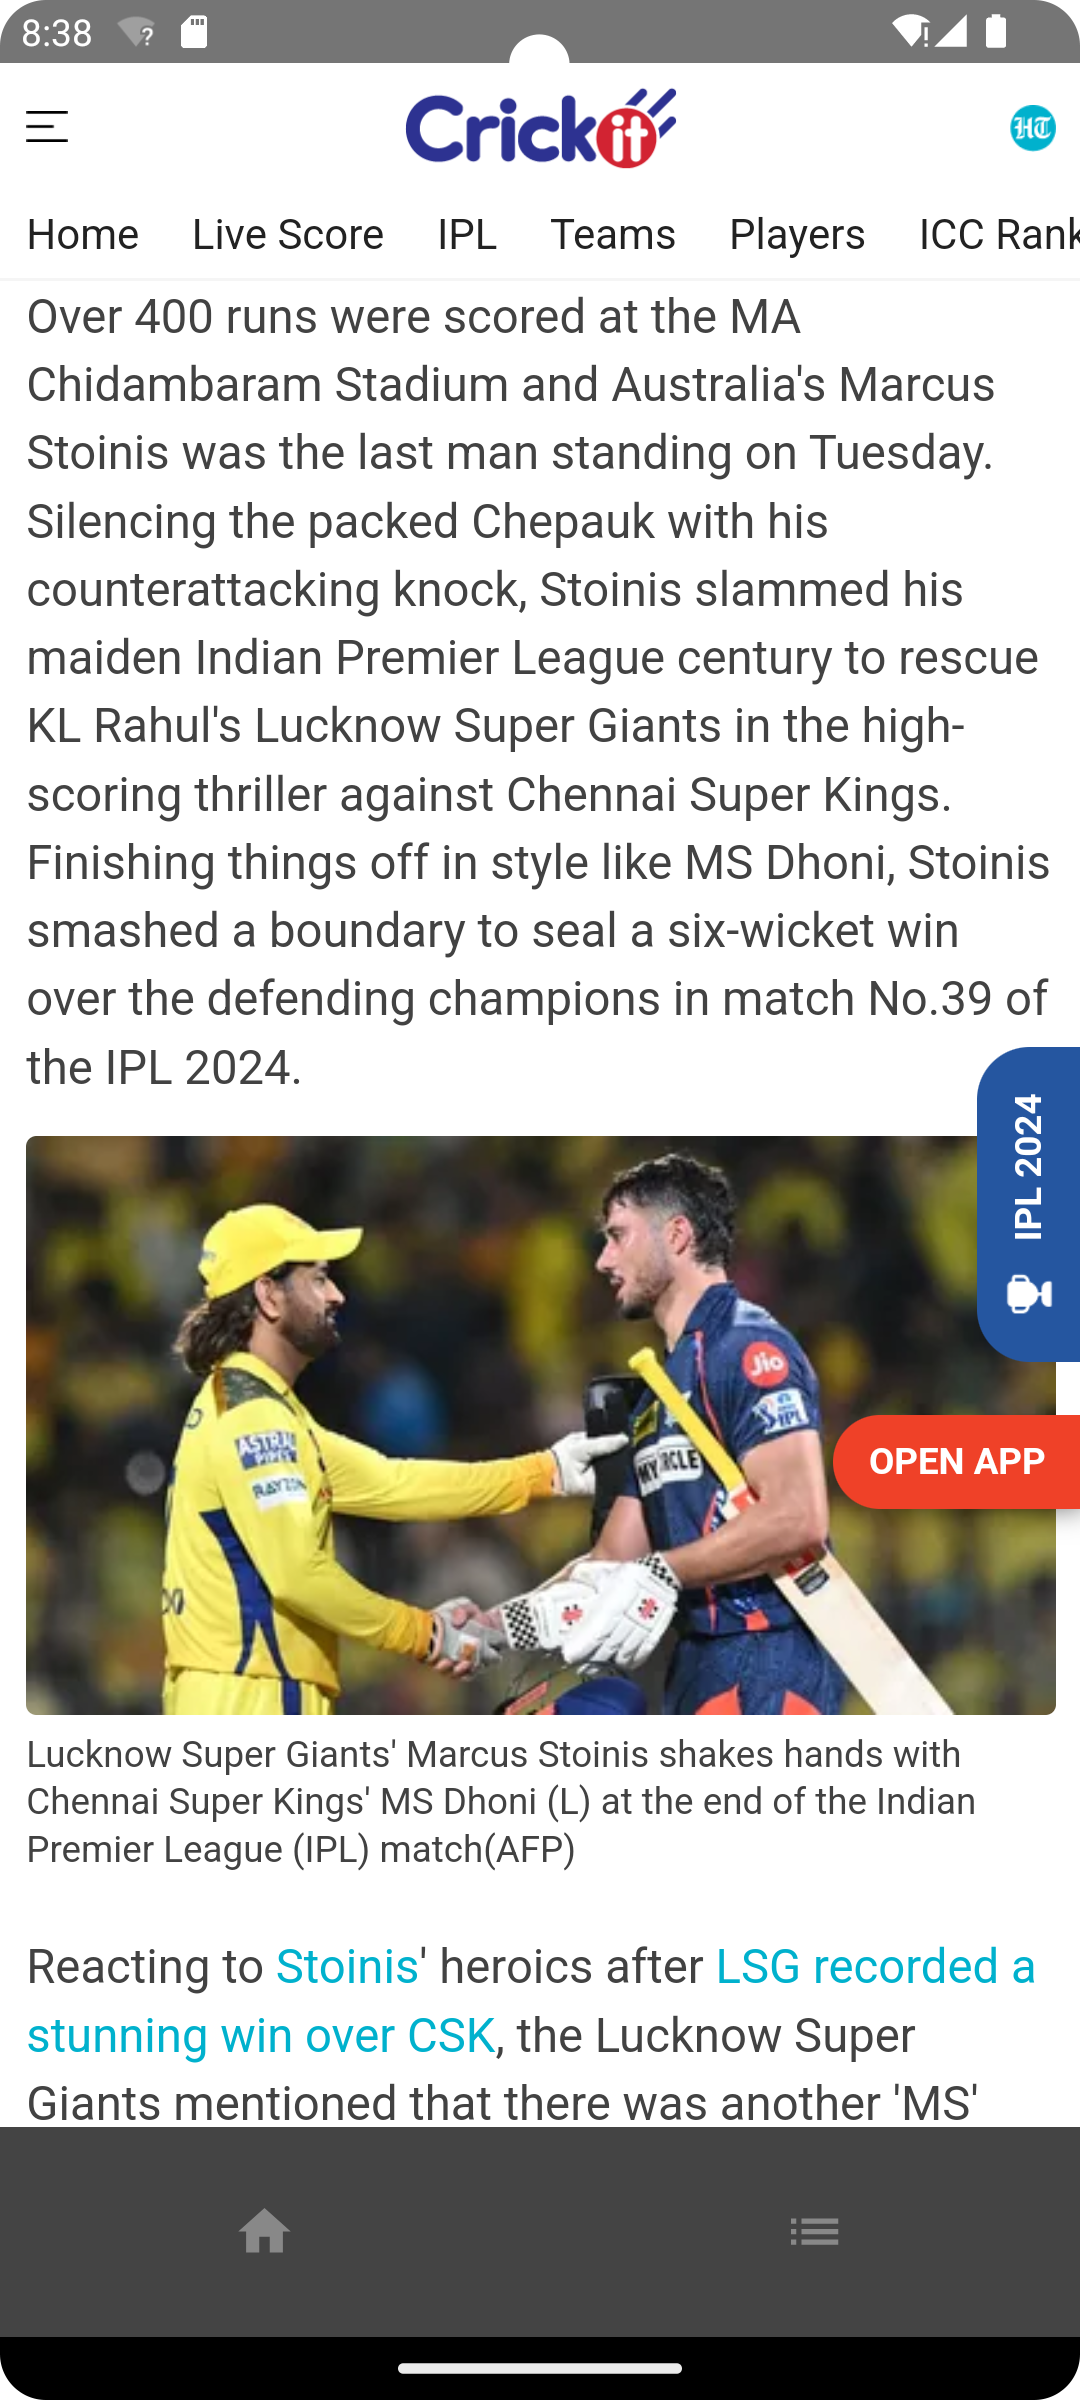 8:38
Crickit
HT
Home Live Score IPL Teams Players ICC Rank
Over 400 runs were scored at the MA
Chidambaram Stadium and Australia's Marcus
Stoinis was the last man standing on Tuesday.
Silencing the packed Chepauk with his
counterattacking knock, Stoinis slammed his
maiden Indian Premier League century to rescue
KL Rahul's Lucknow Super Giants in the high-
scoring thriller against Chennai Super Kings.
Finishing things off in style like MS Dhoni, Stoinis
smashed a boundary to seal a six-wicket win
over the defending champions in match No.39 of
the IPL 2024.
IPL 2024
Jio
IPL
ASTRAL
PIPES
OPEN APP
Lucknow Super Giants' Marcus Stoinis shakes hands with
Chennai Super Kings' MS Dhoni (L) at the end of the Indian
Premier League (IPL) match(AFP)
Reacting to Stoinis' heroics after LSG recorded a
stunning win over CSK, the Lucknow Super
Giants mentioned that there was another 'MS'